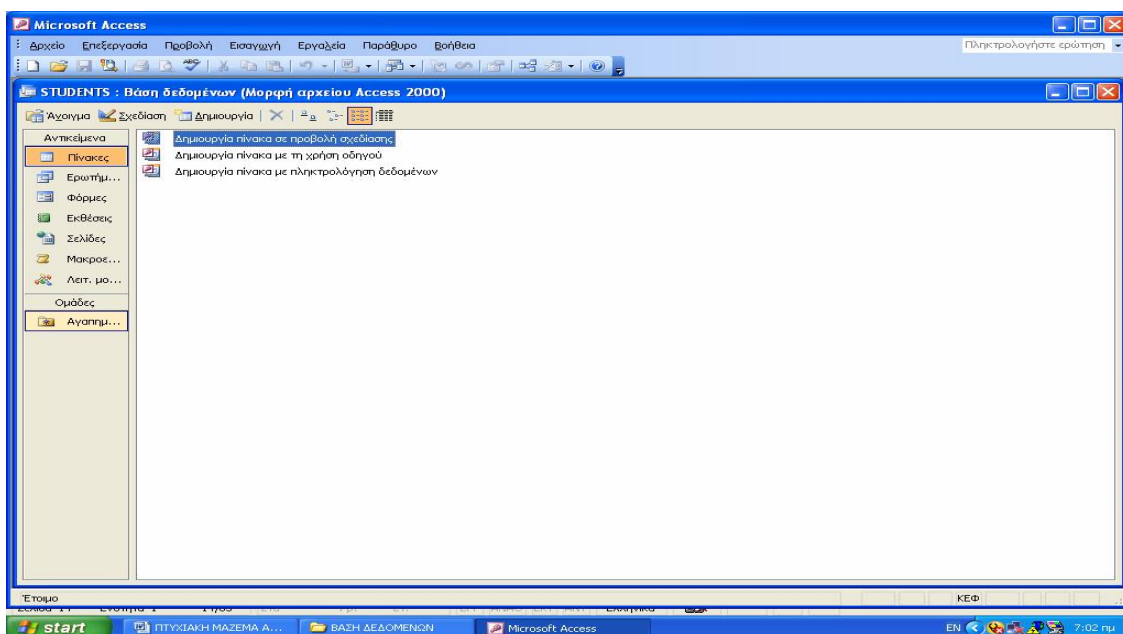 Microsoft Access
Αρχείο Επεξεργασία Προβολή Εισαγωγή Εργαλεία Παράθυρο Βοήθεια Πληκτρολογήστε ερώτηση
STUDENTS : Βάση δεδομένων (Μορφή αρχείου Access 2000)
Άνοιγμα Σχεδίαση Δημιουργία
Αντικείμενα Δημιουργία πίνακα σε προβολή σχεδίασης
Πίνακες Δημιουργία πίνακα με τη χρήση οδηγού
Ερωτήμ... Δημιουργία πίνακα με πληκτρολόγηση δεδομένων
Φόρμες
Εκθέσεις
Σελίδες
Μακροε...
Λειτ. μο...
Ομάδες
Αγαπημ...
Έτοιμο ΚΕΦ
start ΠΤΥΧΙΑΚΗ ΜΑΖΕΜΑ Α... ΒΑΣΗ ΔΕΔΟΜΕΝΩΝ Microsoft Access EN 7:02 πμ